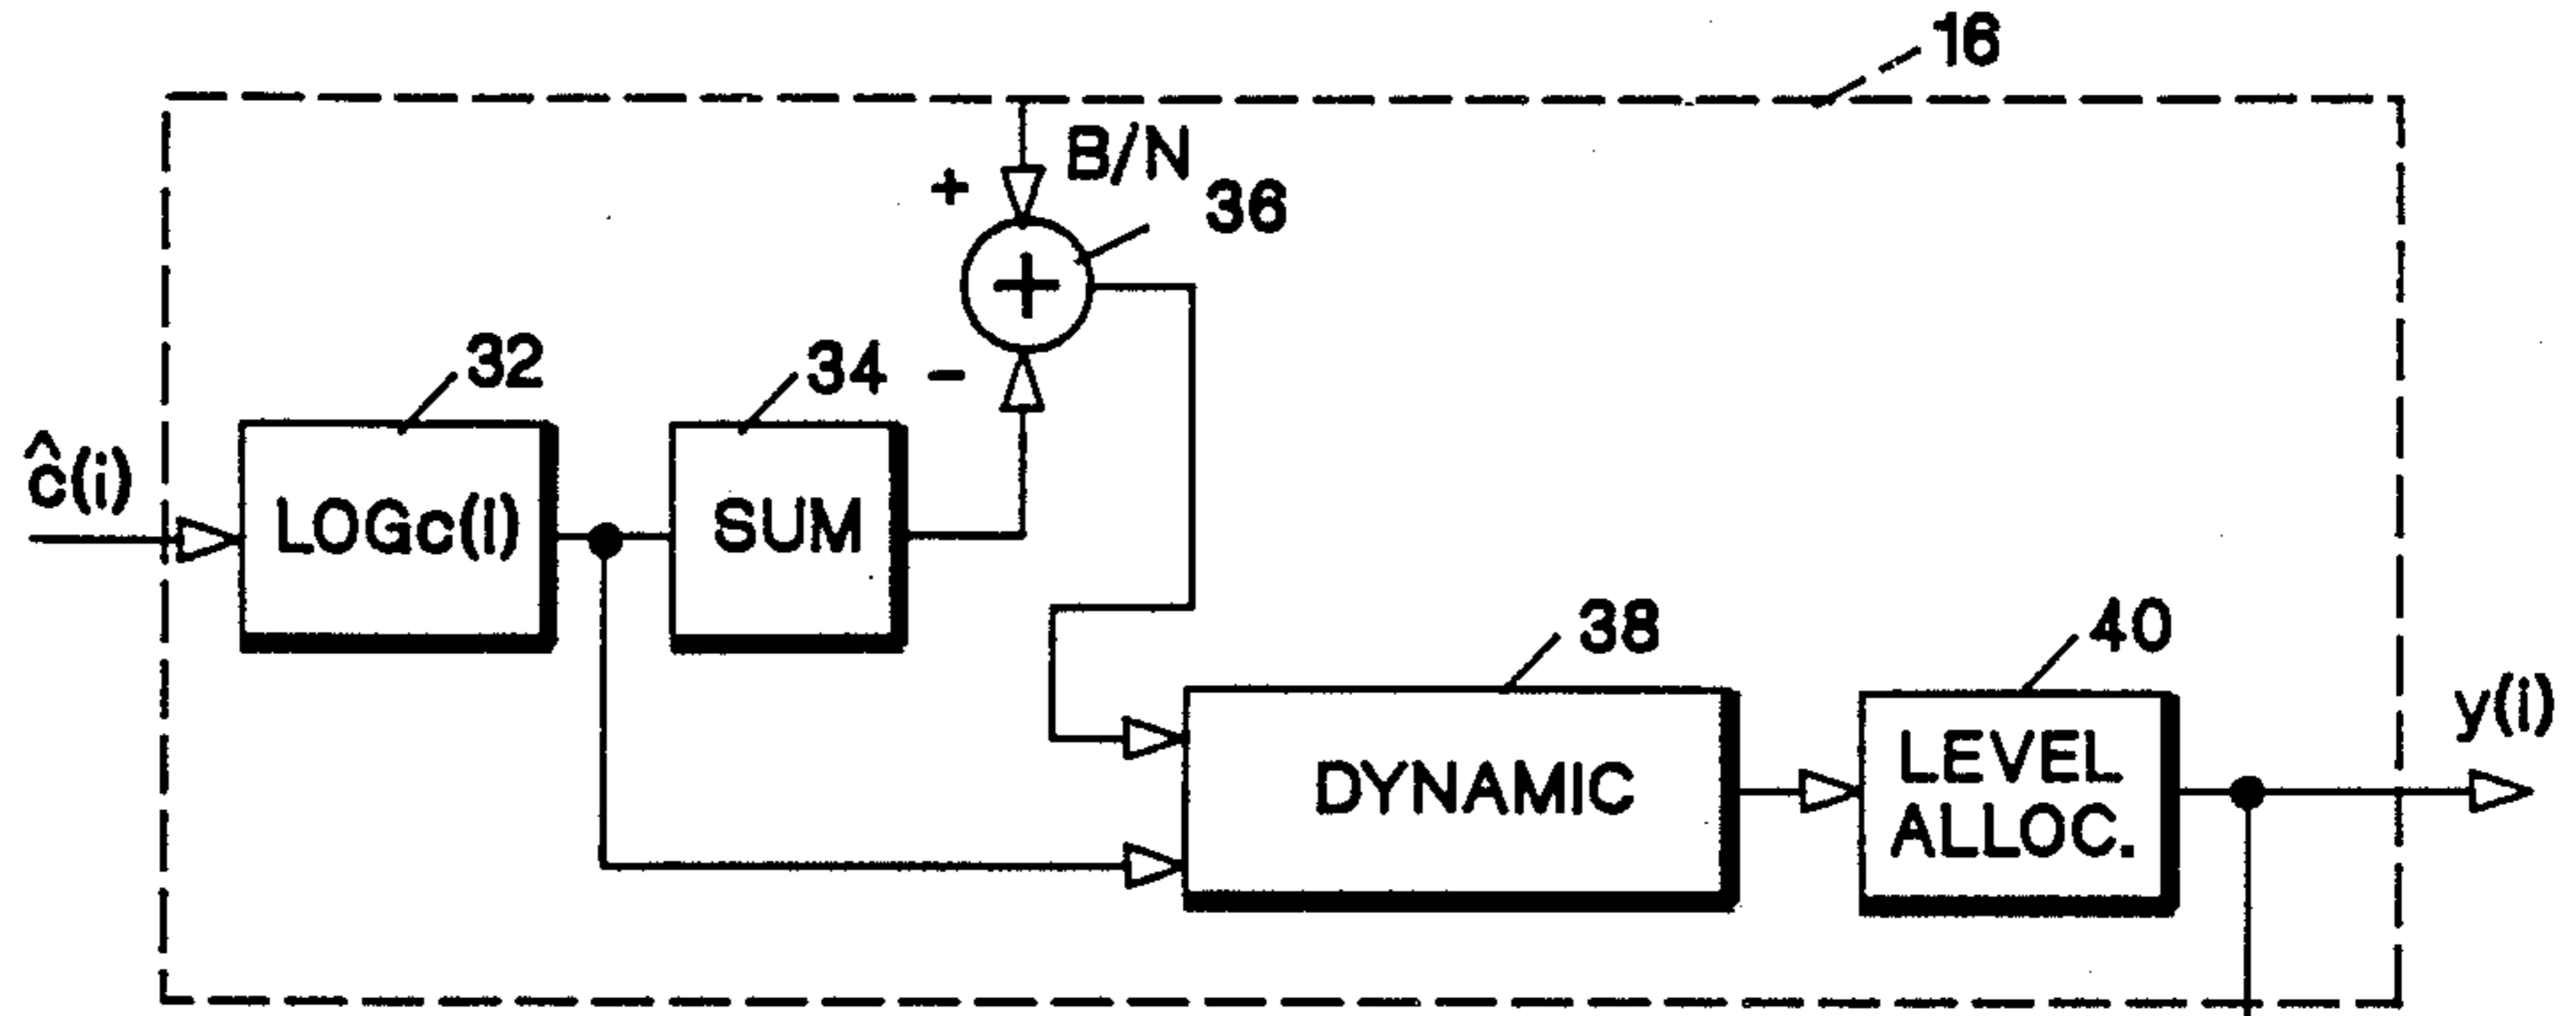 16
B/N
+
36
+
32
34
-
ĉ(i)
LOGc(I)
SUM
38
40
y(i)
DYNAMIC
LEVEL
ALLOC.